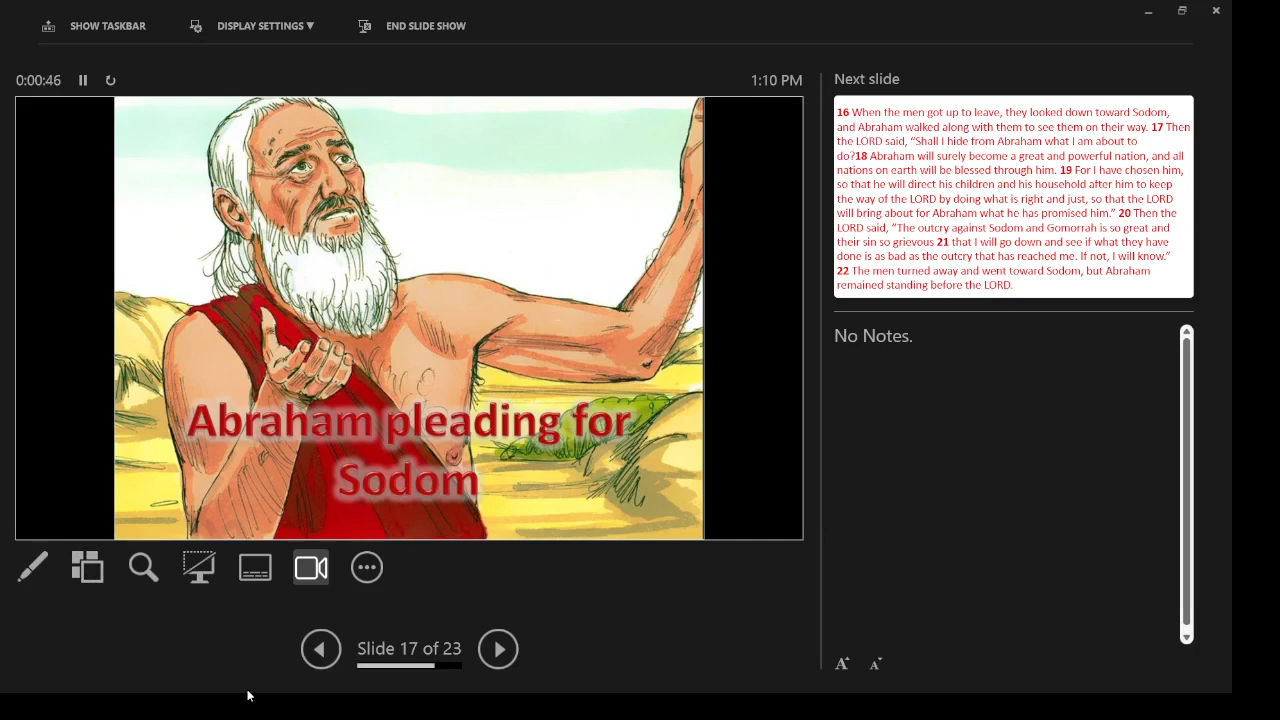 SHOW TASKBAR
DISPLAY SETTINGS ▼
END SLIDE SHOW
0:00:46
1:10 PM
Abraham pleading for
Sodom
Slide 17 of 23
Next slide
16 When the men got up to leave, they looked down toward Sodom,
and Abraham walked along with them to see them on their way. 17 Then
the LORD said, “Shall I hide from Abraham what I am about to
do?18 Abraham will surely become a great and powerful nation, and all
nations on earth will be blessed through him. 19 For I have chosen him,
so that he will direct his children and his household after him to keep
the way of the LORD by doing what is right and just, so that the LORD
will bring about for Abraham what he has promised him.” 20 Then the
LORD said, “The outcry against Sodom and Gomorrah is so great and
their sin so grievous 21 that I will go down and see if what they have
done is as bad as the outcry that has reached me. If not, I will know.”
22 The men turned away and went toward Sodom, but Abraham
remained standing before the LORD.
No Notes.
A A